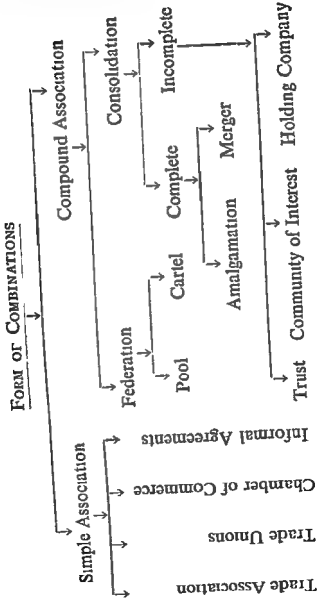 FORM OF COMBINATIONS
Simple Association
Compound Association
Trade Association
Trade Unions
Chamber of Commerce
Informal Agreements
Federation
Consolidation
Pool
Cartel
Complete
Incomplete
Amalgamation
Merger
Trust
Community of Interest
Holding Company